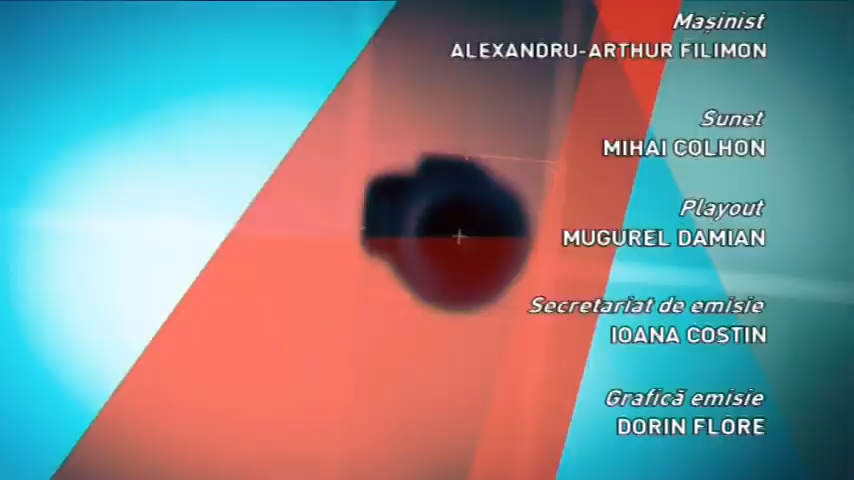 Mașinist
ALEXANDRU-ARTHUR FILIMON
Sunet
MIHAI COLHON
Playout
MUGUREL DAMIAN
Secretariat de emisie
IOANA COSTIN
Grafică emisie
DORIN FLORE